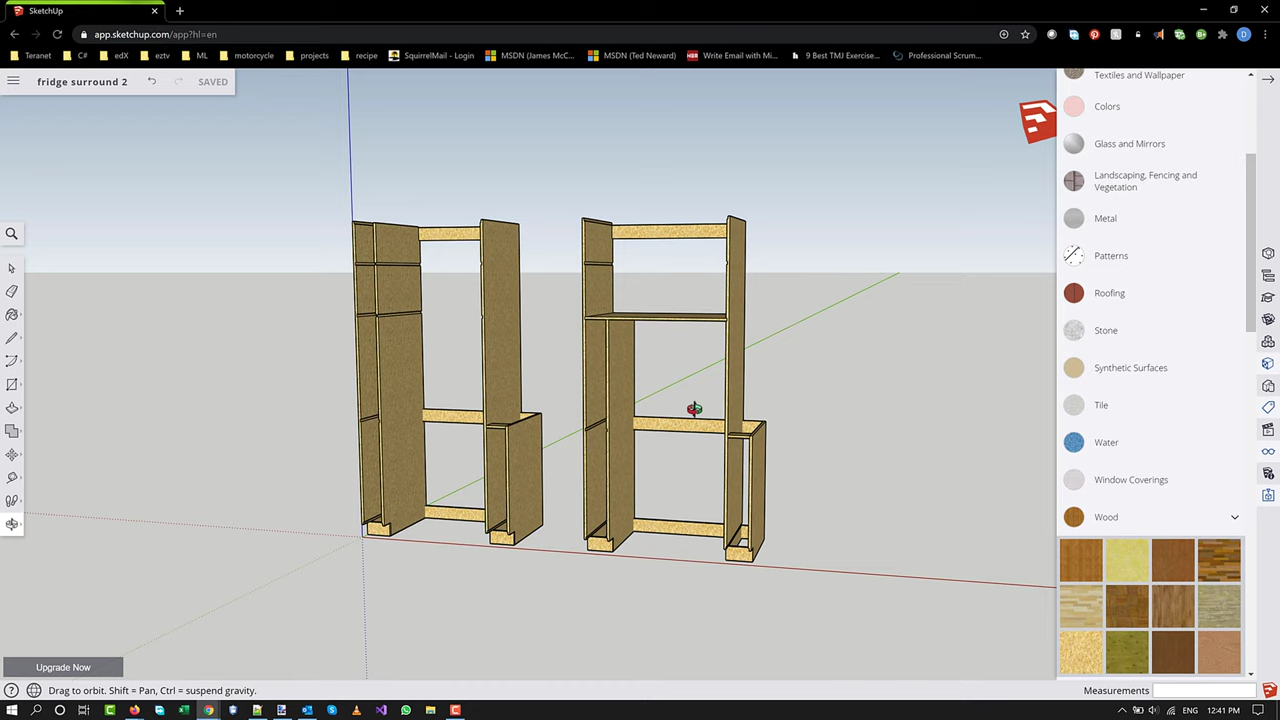 SketchUp
app.sketchup.com/app?hl=en
Teranet
C#
edX
eztv
ML
motorcycle
projects
recipe
SquirrelMail - Login
MSDN (James McC...
MSDN (Ted Neward)
Write Email with Mi...
9 Best TMJ Exercise...
Professional Scrum...
fridge surround 2
SAVED
Textiles and Wallpaper
Colors
Glass and Mirrors
Landscaping, Fencing and
Vegetation
Metal
Patterns
Roofing
Stone
Synthetic Surfaces
Tile
Water
Window Coverings
Wood
Upgrade Now
Drag to orbit. Shift = Pan, Ctrl = suspend gravity.
Measurements
12:41 PM